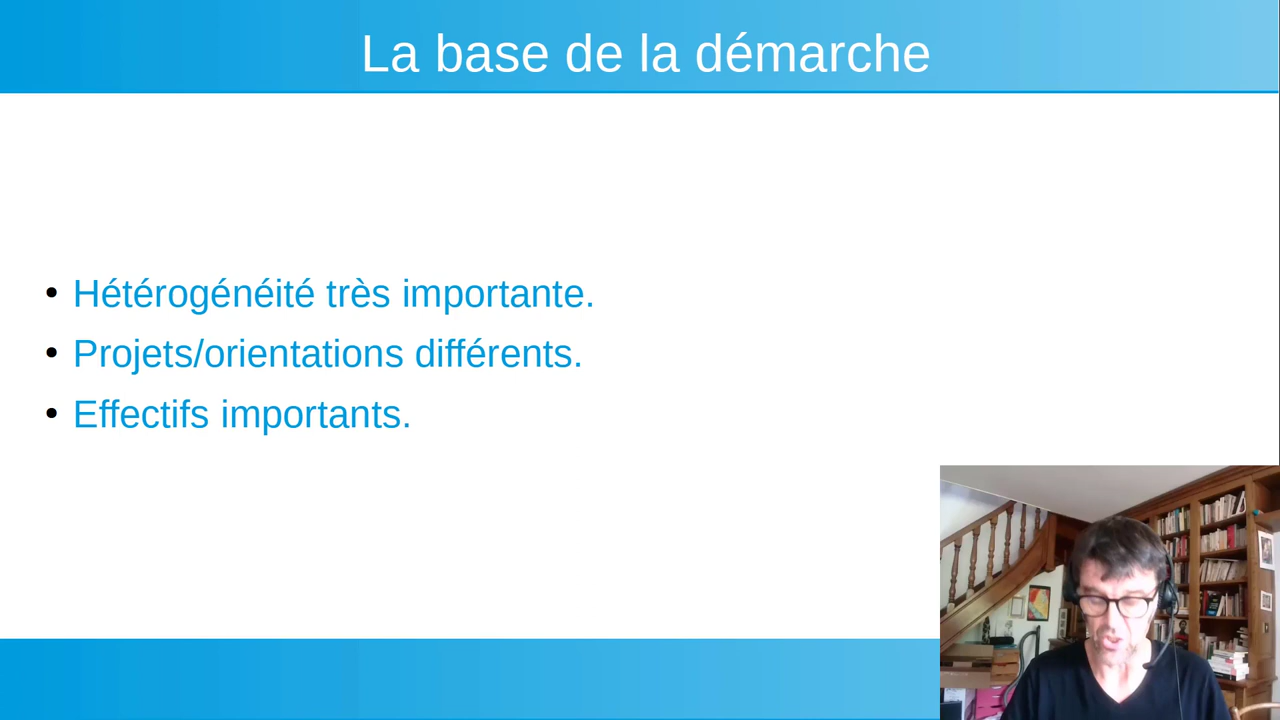 La base de la démarche
• Hétérogénéité très importante.
• Projets/orientations différents.
• Effectifs importants.